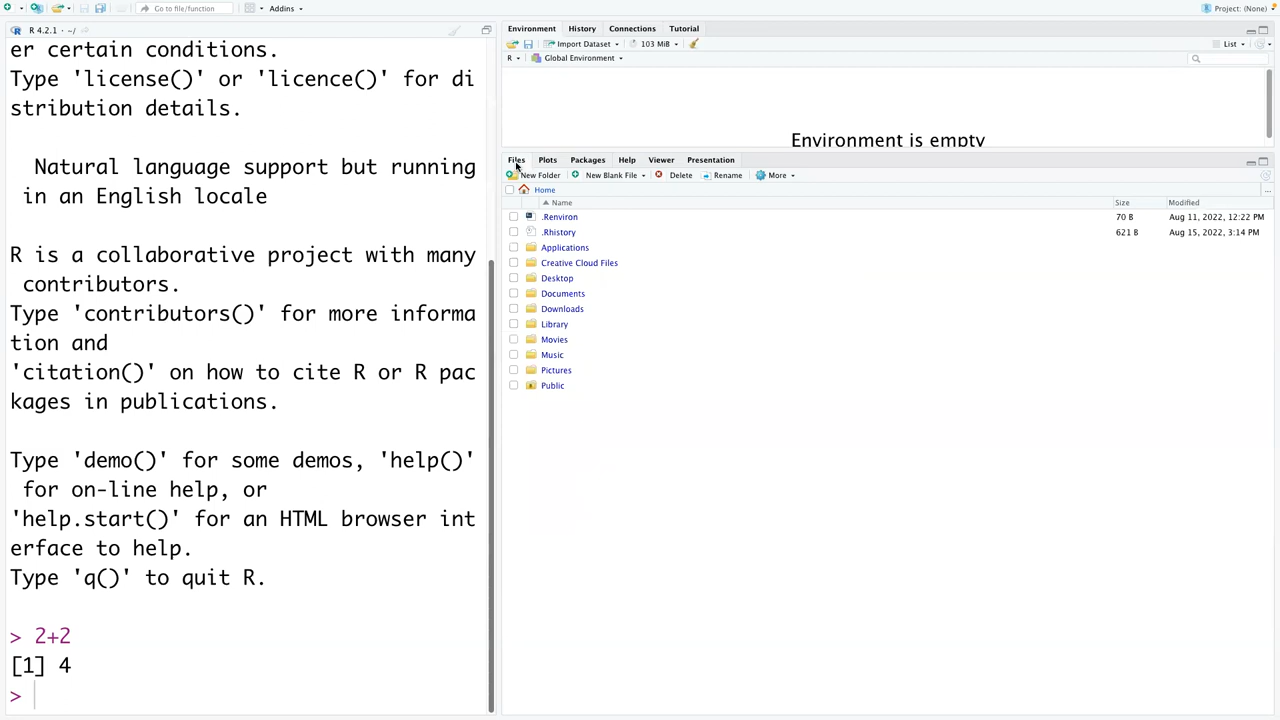 Go to file/function
Addins
Project: (None)
R 4.2.1 · ~/
er certain conditions.
Type 'license()' or 'licence()' for di
stribution details.
Natural language support but running
in an English locale
R is a collaborative project with many
contributors.
Type 'contributors()' for more informa
tion and
'citation()' on how to cite R or R pac
kages in publications.
Type 'demo()' for some demos, 'help()'
for on-line help, or
'help.start()' for an HTML browser int
erface to help.
Type 'q()' to quit R.
> 2+2
[1] 4
>
Environment History Connections Tutorial
Import Dataset 103 MiB List
R Global Environment
Environment is empty
Files Plots Packages Help Viewer Presentation
New Folder New Blank File Delete Rename More
Home ...
Name Size Modified
.Renviron 70 B Aug 11, 2022, 12:22 PM
.Rhistory 621 B Aug 15, 2022, 3:14 PM
Applications
Creative Cloud Files
Desktop
Documents
Downloads
Library
Movies
Music
Pictures
Public